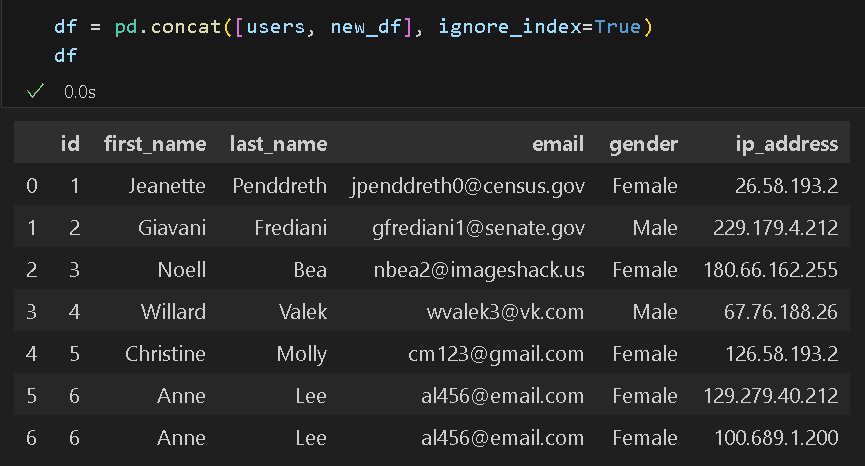 df = pd.concat([users, new_df], ignore_index=True)
df
0.0s
id first_name last_name email gender ip_address
0 1 Jeanette Penddreth jpenddreth0@census.gov Female 26.58.193.2
1 2 Giavani Frediani gfrediani1@senate.gov Male 229.179.4.212
2 3 Noell Bea nbea2@imageshack.us Female 180.66.162.255
3 4 Willard Valek wvalek3@vk.com Male 67.76.188.26
4 5 Christine Molly cm123@gmail.com Female 126.58.193.2
5 6 Anne Lee al456@email.com Female 129.279.40.212
6 6 Anne Lee al456@email.com Female 100.689.1.200